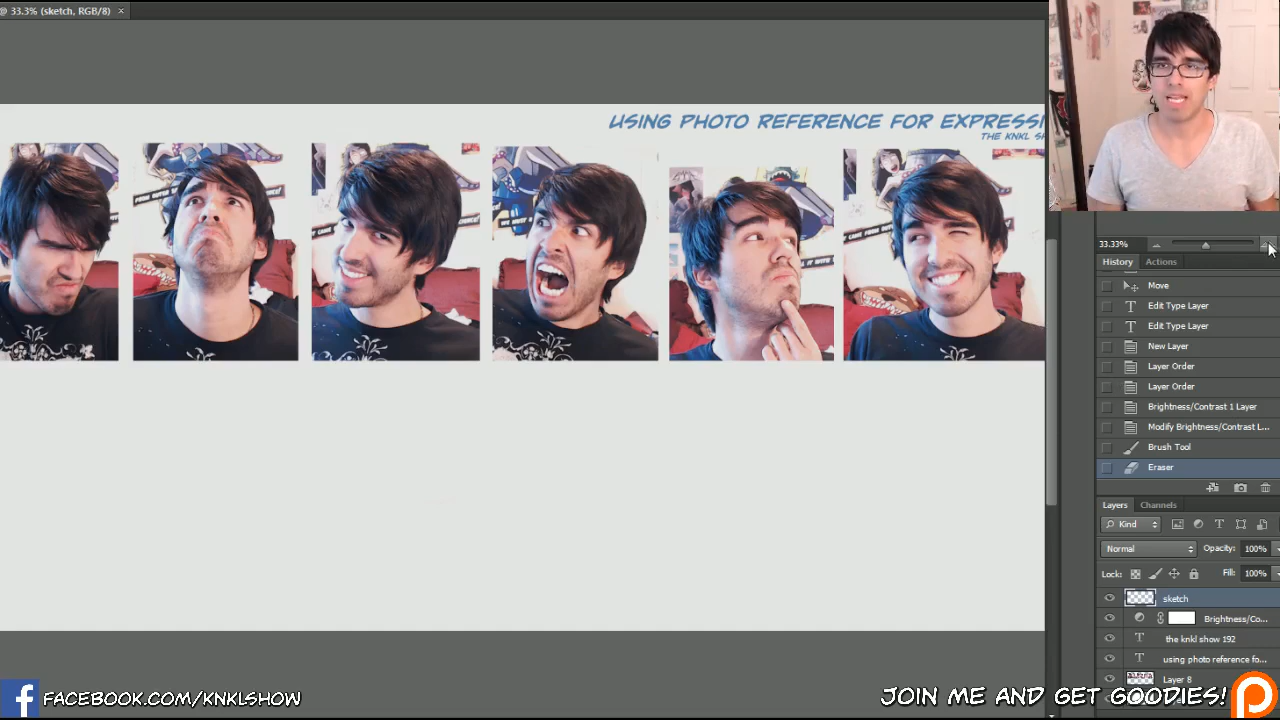 @ 33.3% (sketch, RGB/8) ×
USING PHOTO REFERENCE FOR EXPRESSI
THE KNKL SH
33.33%
History Actions
Move
Edit Type Layer
Edit Type Layer
New Layer
Layer Order
Layer Order
Brightness/Contrast 1 Layer
Modify Brightness/Contrast L...
Brush Tool
Eraser
Layers Channels
Kind
Normal Opacity: 100%
Lock: Fill: 100%
sketch
Brightness/Co...
the knkl show 192
using photo reference fo...
Layer 8
FACEBOOK.COM/KNKLSHOW
JOIN ME AND GET GOODIES!